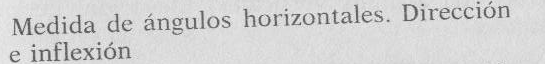 Medida de ángulos horizontales. Dirección
e inflexión